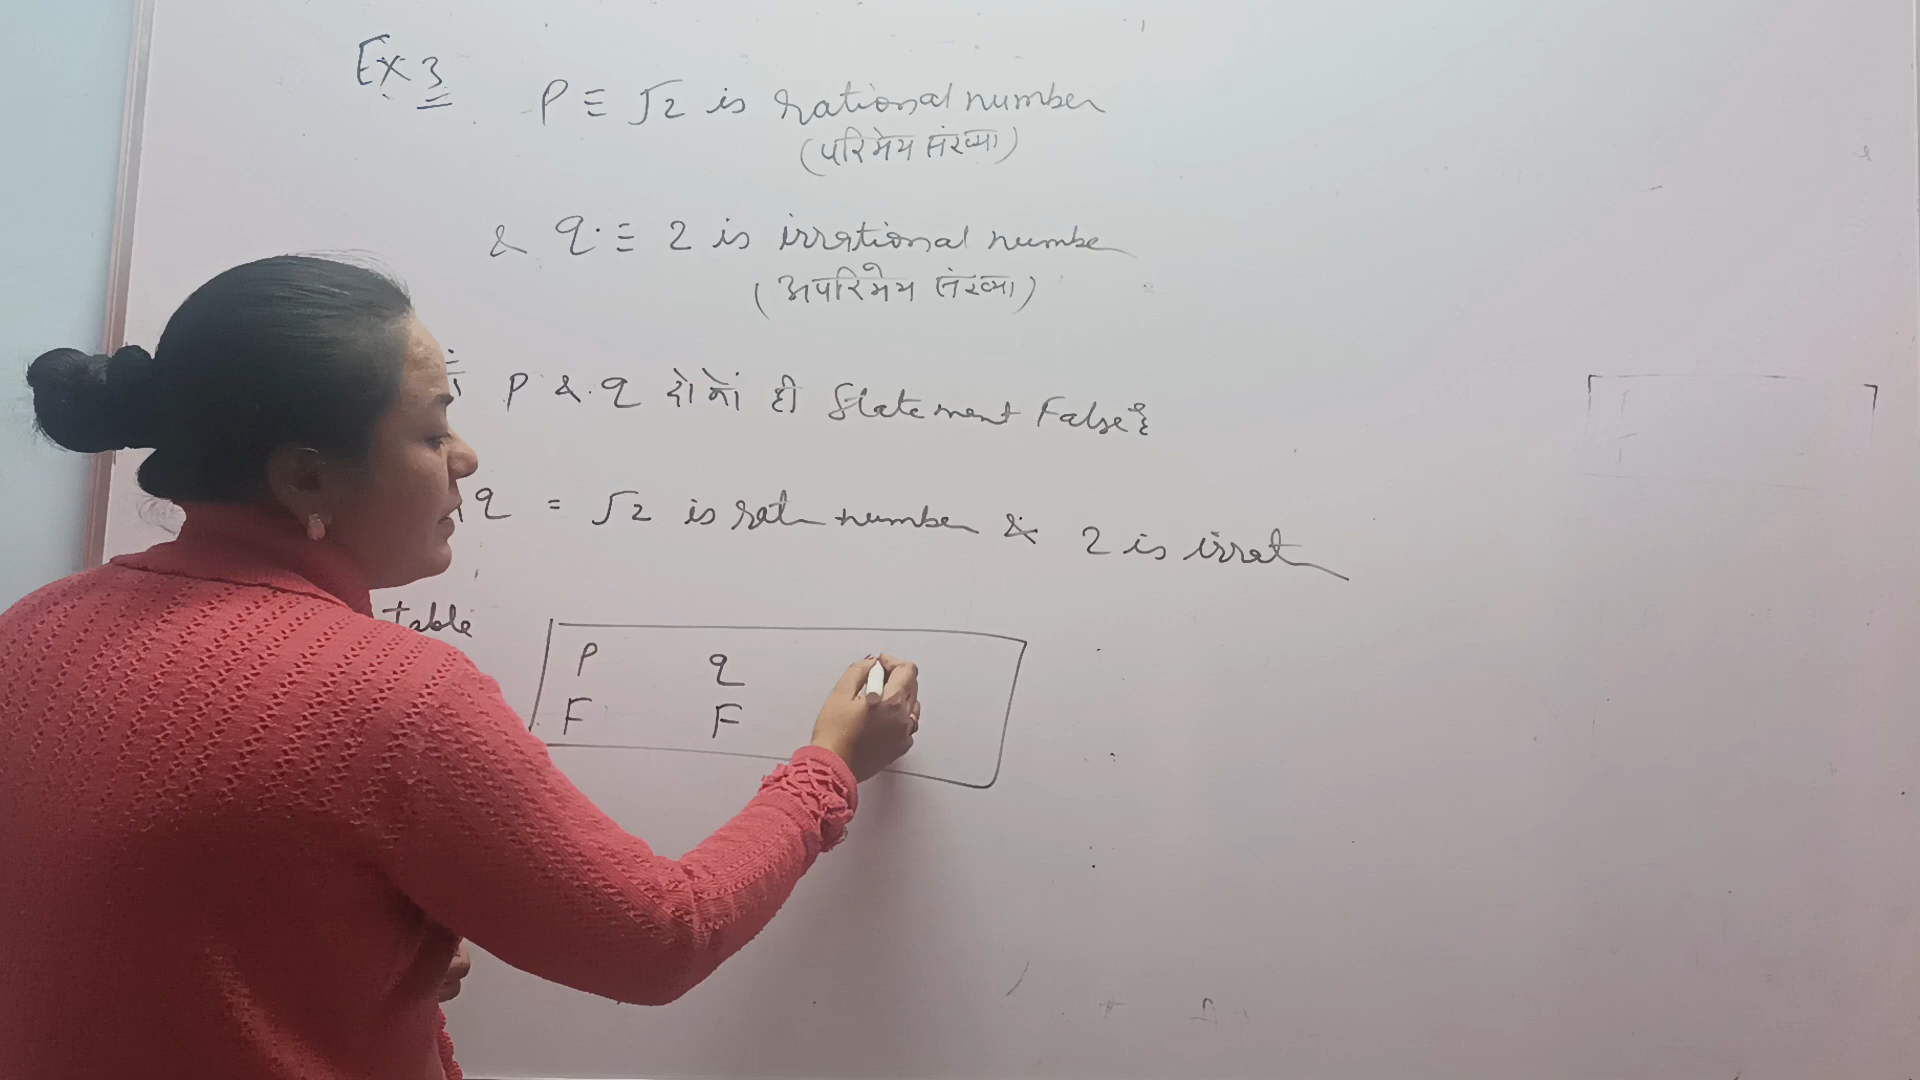 Ex 3
P ≡ √2 is rational number
(परिमेय संख्या)
& q ≡ 2 is irrational number
(अपरिमेय संख्या)
P & q दोनों ही Statement False हैं
q = √2 is rat number & 2 is irrat
table
P q
F F